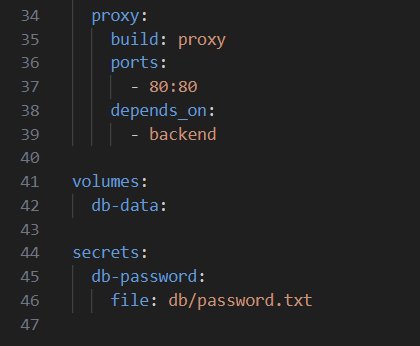 34 proxy:
35 build: proxy
36 ports:
37 - 80:80
38 depends_on:
39 - backend
40
41 volumes:
42 db-data:
43
44 secrets:
45 db-password:
46 file: db/password.txt
47